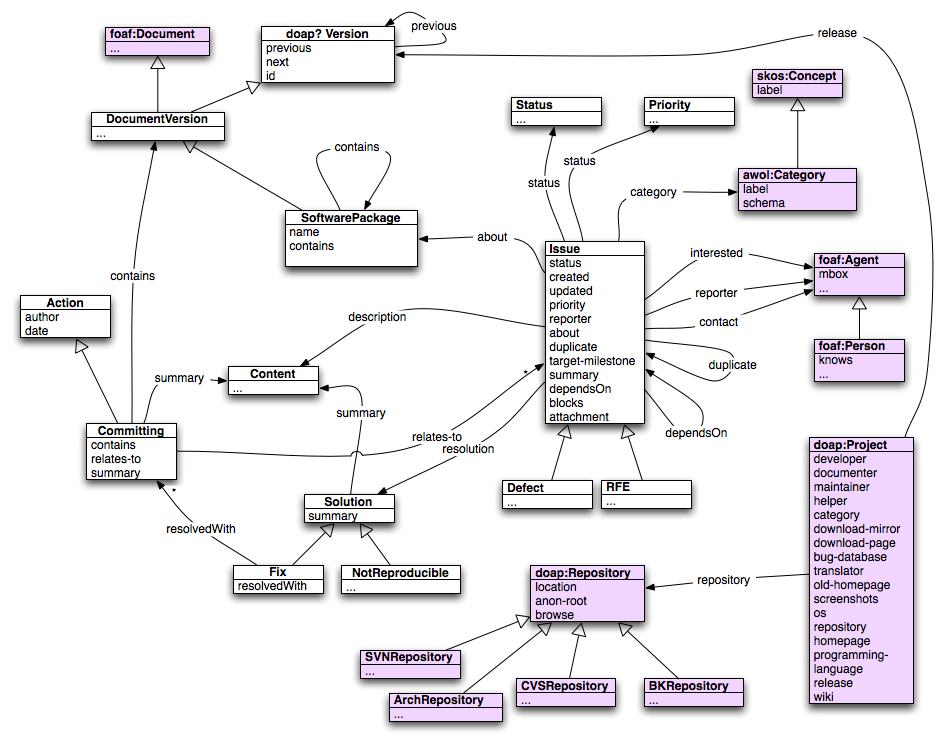 foaf:Document
...
doap? Version
previous
next
id
previous
release
DocumentVersion
...
Status
...
Priority
...
skos:Concept
label
contains
status
status
category
awol:Category
label
schema
SoftwarePackage
name
contains
about
Issue
status
created
updated
priority
reporter
about
duplicate
target-milestone
summary
dependsOn
blocks
attachment
interested
reporter
contact
foaf:Agent
mbox
...
foaf:Person
knows
...
duplicate
dependsOn
contains
Action
author
date
description
summary
Content
...
summary
*
relates-to
resolution
Committing
contains
relates-to
summary
*
resolvedWith
Solution
summary
Defect
...
RFE
...
Fix
resolvedWith
NotReproducible
...
doap:Repository
location
anon-root
browse
repository
doap:Project
developer
documenter
maintainer
helper
category
download-mirror
download-page
bug-database
translator
old-homepage
screenshots
os
repository
homepage
programming-
language
release
wiki
SVNRepository
...
ArchRepository
...
CVSRepository
...
BKRepository
...